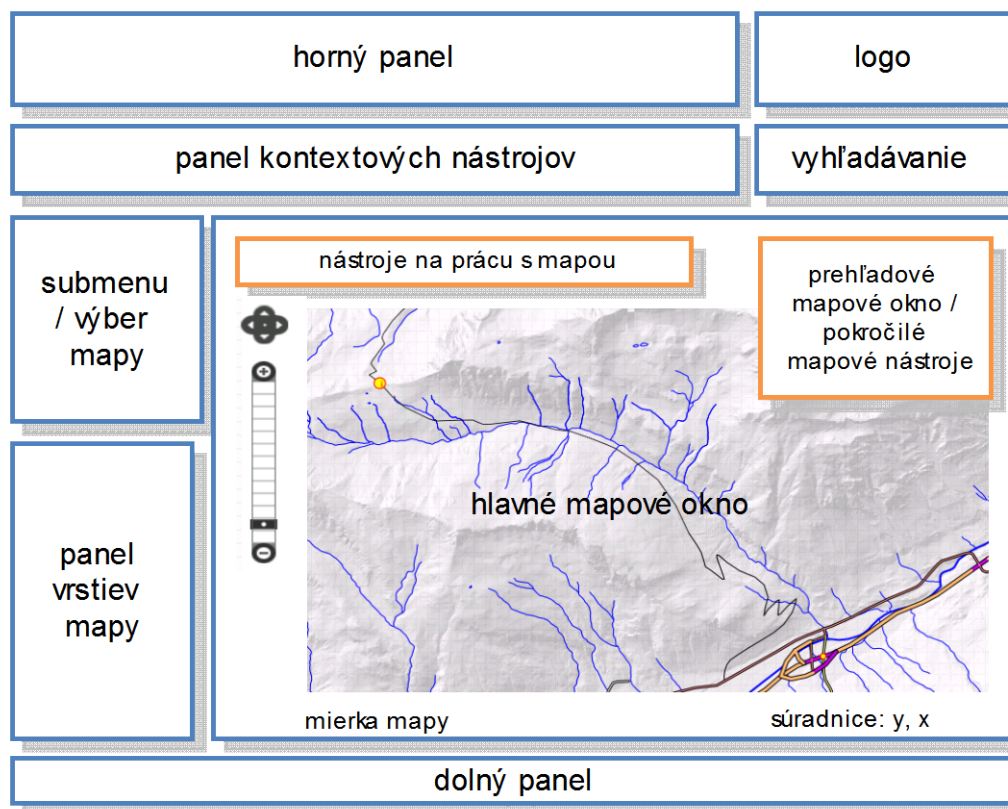 horný panel
logo
panel kontextových nástrojov
vyhľadávanie
submenu
/ výber
mapy
nástroje na prácu s mapou
prehľadové
mapové okno /
pokročilé
mapové nástroje
hlavné mapové okno
panel
vrstiev
mapy
mierka mapy
súradnice: y, x
dolný panel